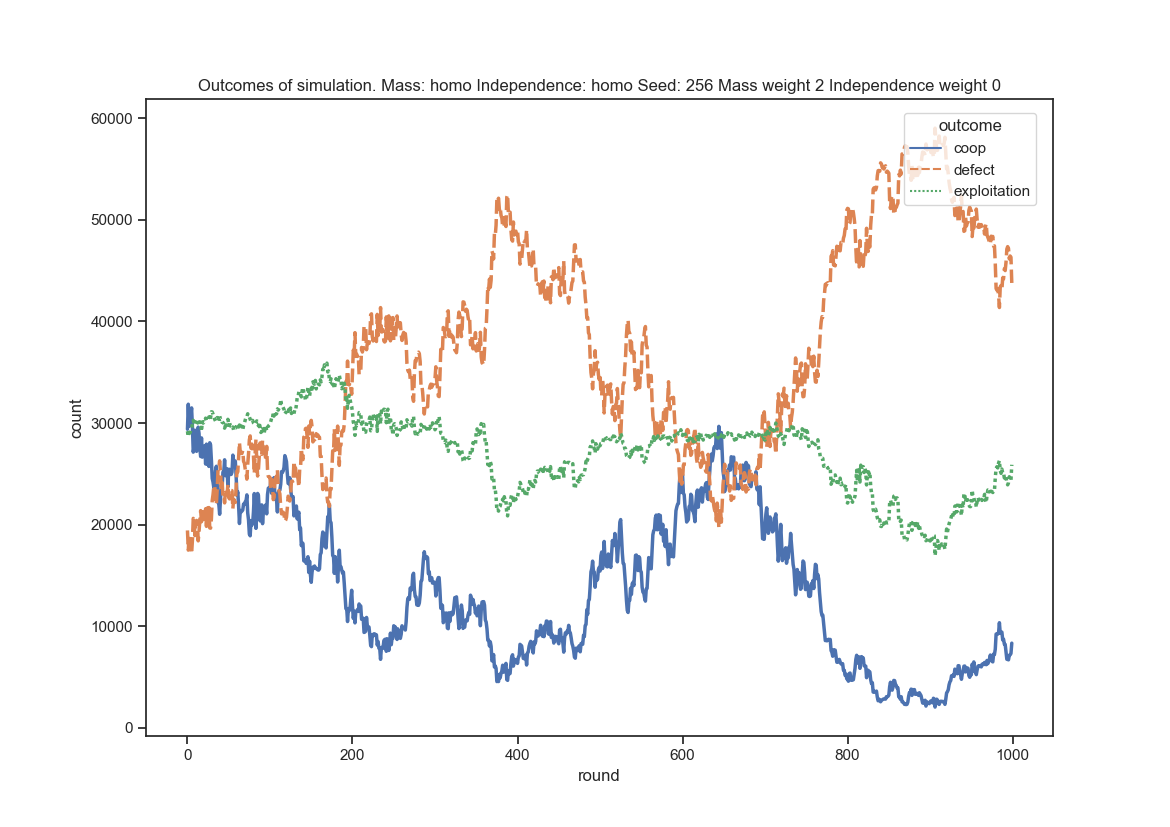 Outcomes of simulation. Mass: homo Independence: homo Seed: 256 Mass weight 2 Independence weight 0
60000
50000
40000
30000
20000
10000
0
count
outcome
coop
defect
exploitation
0
200
400
600
800
1000
round